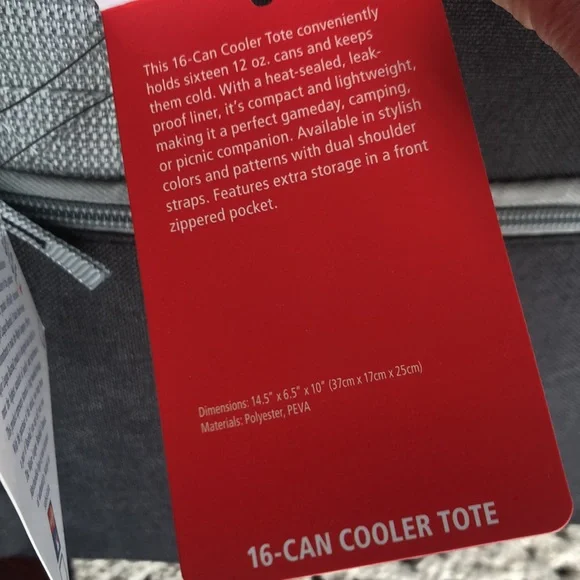 This 16-Can Cooler Tote conveniently
holds sixteen 12 oz. cans and keeps
them cold. With a heat-sealed, leak-
proof liner, it's compact and lightweight,
making it a perfect gameday, camping,
or picnic companion. Available in stylish
colors and patterns with dual shoulder
straps. Features extra storage in a front
zippered pocket.
Dimensions: 14.5" x 6.5" x 10" (37cm x 17cm x 25cm)
Materials: Polyester, PEVA
16-CAN COOLER TOTE